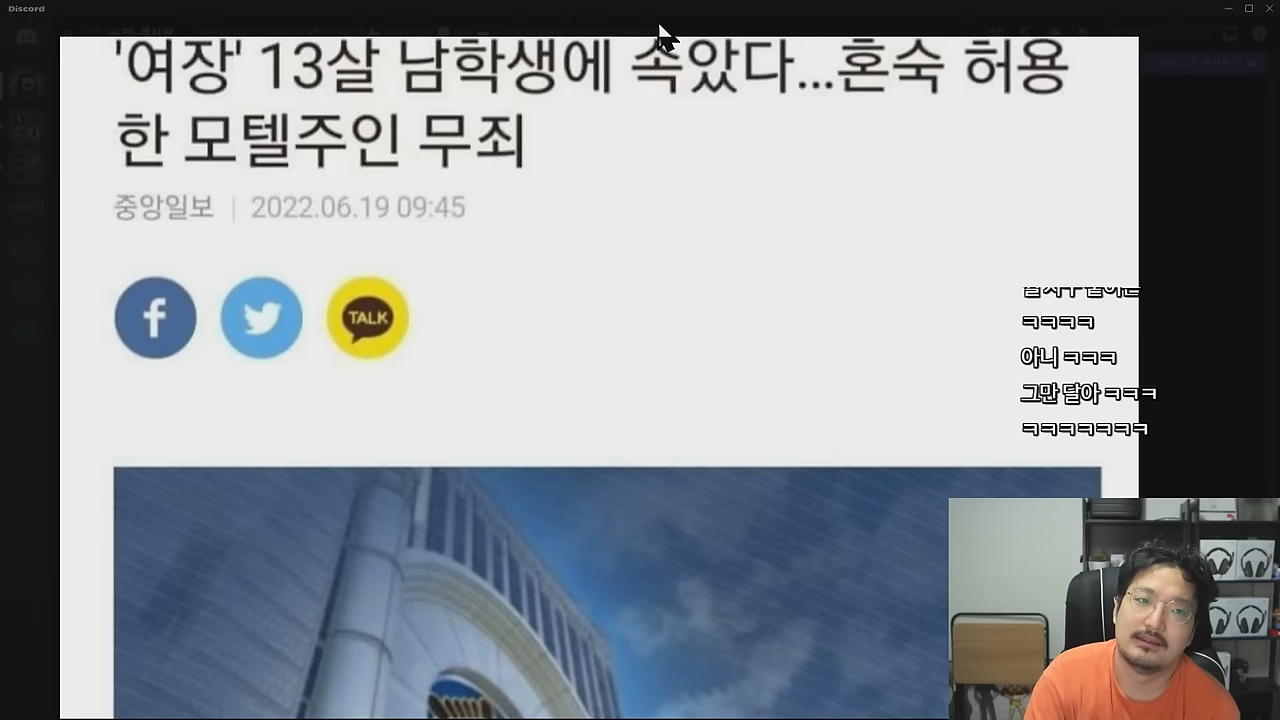 Discord
'여장' 13살 남학생에 속았다...혼숙 허용
한 모텔주인 무죄
중앙일보 | 2022.06.19 09:45
f
TALK
ㅋㅋㅋㅋ
아니 ㅋㅋㅋ
그만 달아 ㅋㅋㅋ
ㅋㅋㅋㅋㅋㅋㅋ